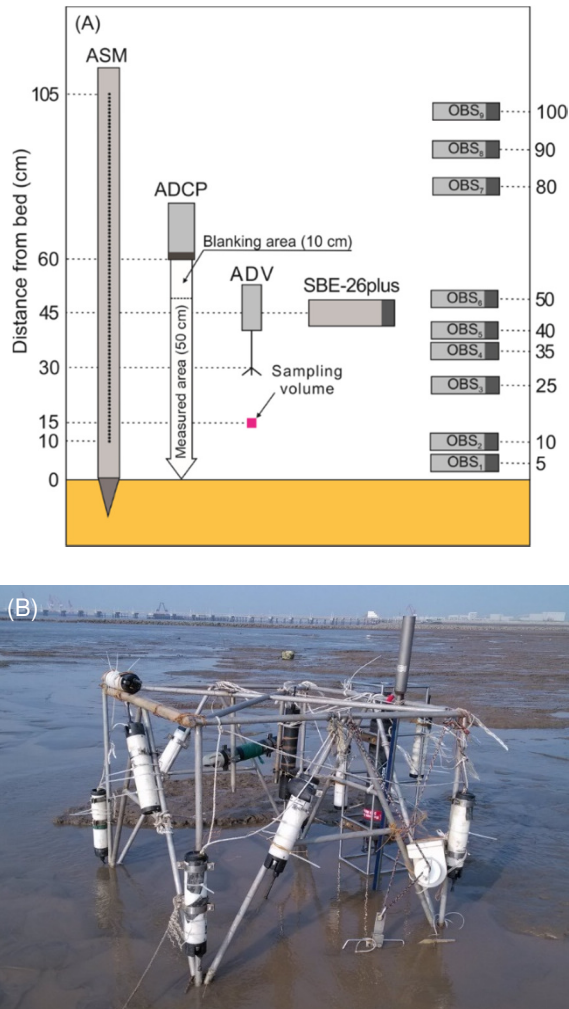 (A)
ASM
105
ADCP
Blanking area (10 cm)
60
ADV
SBE-26plus
45
Measured area (50 cm)
30
Sampling
volume
15
10
0
Distance from bed (cm)
OBS₉ 100
OBS₈ 90
OBS₇ 80
OBS₆ 50
OBS₅ 40
OBS₄ 35
OBS₃ 25
OBS₂ 10
OBS₁ 5
(B)